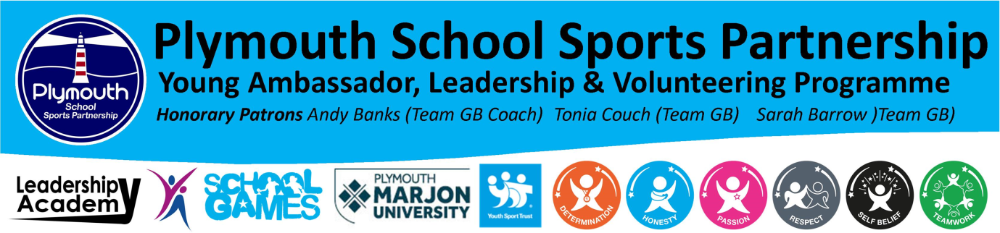 Plymouth School Sports Partnership
Young Ambassador, Leadership & Volunteering Programme
Honorary Patrons Andy Banks (Team GB Coach) Tonia Couch (Team GB) Sarah Barrow )Team GB)
Plymouth
School
Sports Partnership
Leadership
Academy
SCHOOL
GAMES
PLYMOUTH
MARJON
UNIVERSITY
Youth Sport Trust
DETERMINATION
HONESTY
PASSION
RESPECT
SELF BELIEF
TEAMWORK